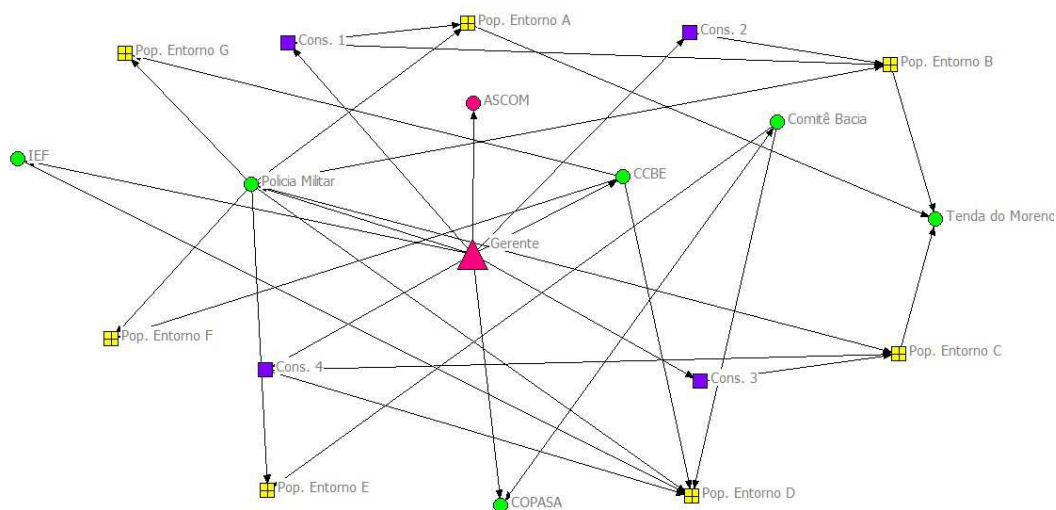 Pop. Entorno A
Cons. 2
Cons. 1
Pop. Entorno G
Pop. Entorno B
ASCOM
Comitê Bacia
IEF
CCBE
Policia Militar
Tenda do Moreno
Gerente
Pop. Entorno F
Pop. Entorno C
Cons. 4
Cons. 3
Pop. Entorno E
Pop. Entorno D
COPASA